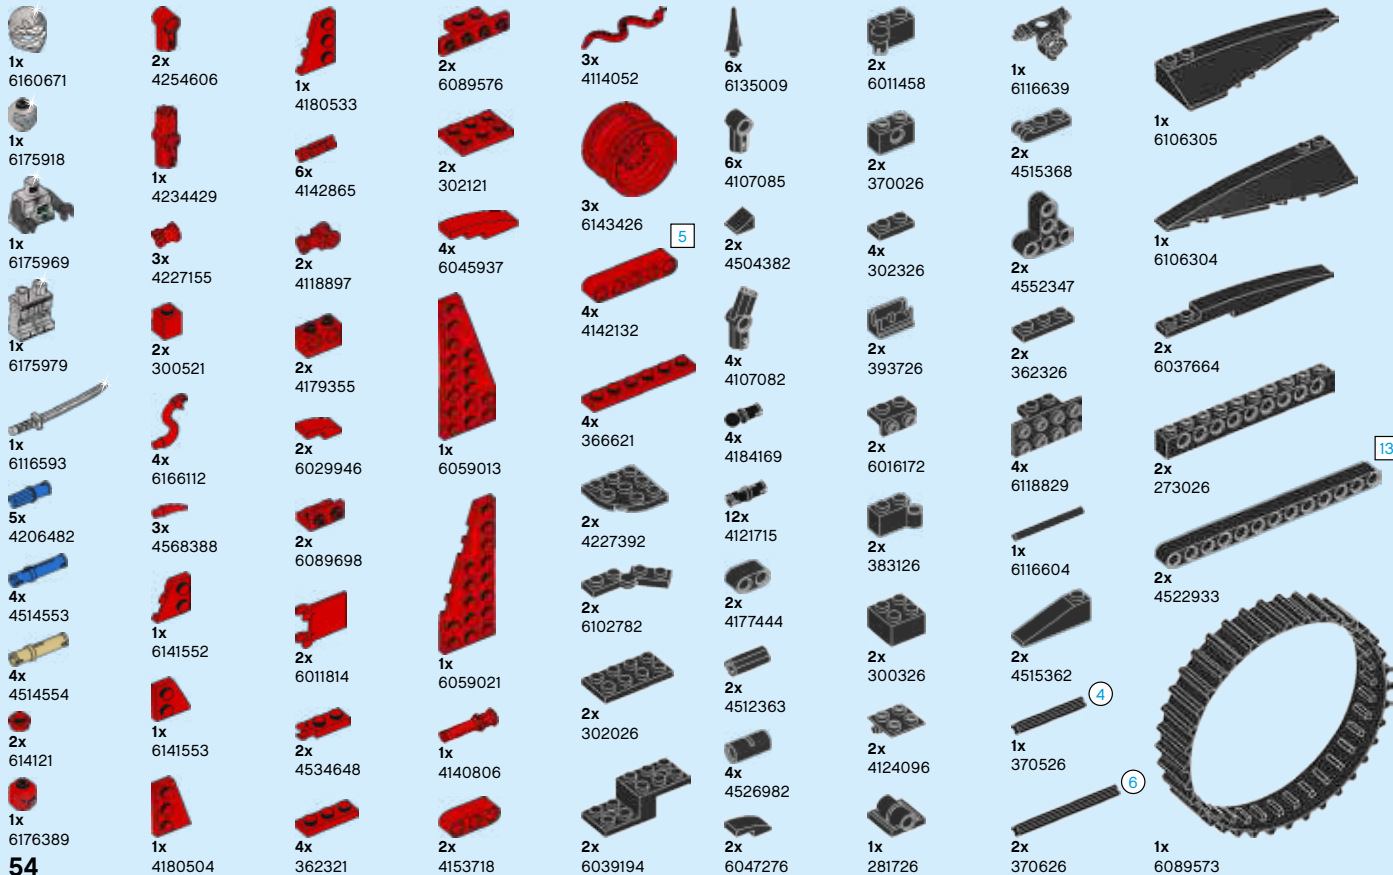 1x
6160671
1x
6175918
1x
6175969
1x
6175979
1x
6116593
5x
4206482
4x
4514553
4x
4514554
2x
614121
1x
6176389
54
2x
4254606
1x
4234429
3x
4227155
2x
300521
4x
6166112
3x
4568388
1x
6141552
1x
6141553
1x
4180504
1x
4180533
6x
4142865
2x
4118897
2x
4179355
2x
6029946
2x
6089698
2x
6011814
2x
4534648
4x
362321
2x
6089576
2x
302121
4x
6045937
1x
6059013
1x
6059021
1x
4140806
2x
4153718
3x
4114052
3x
6143426
5
4x
4142132
4x
366621
2x
4227392
2x
6102782
2x
302026
2x
6039194
6x
6135009
6x
4107085
2x
4504382
4x
4107082
4x
4184169
12x
4121715
2x
4177444
2x
4512363
4x
4526982
2x
6047276
2x
6011458
2x
370026
4x
302326
2x
393726
2x
6016172
2x
383126
2x
300326
2x
4124096
1x
281726
1x
6116639
2x
4515368
2x
4552347
2x
362326
4x
6118829
1x
6116604
2x
4515362
4
1x
370526
6
2x
370626
1x
6106305
1x
6106304
2x
6037664
2x
273026
13
2x
4522933
1x
6089573